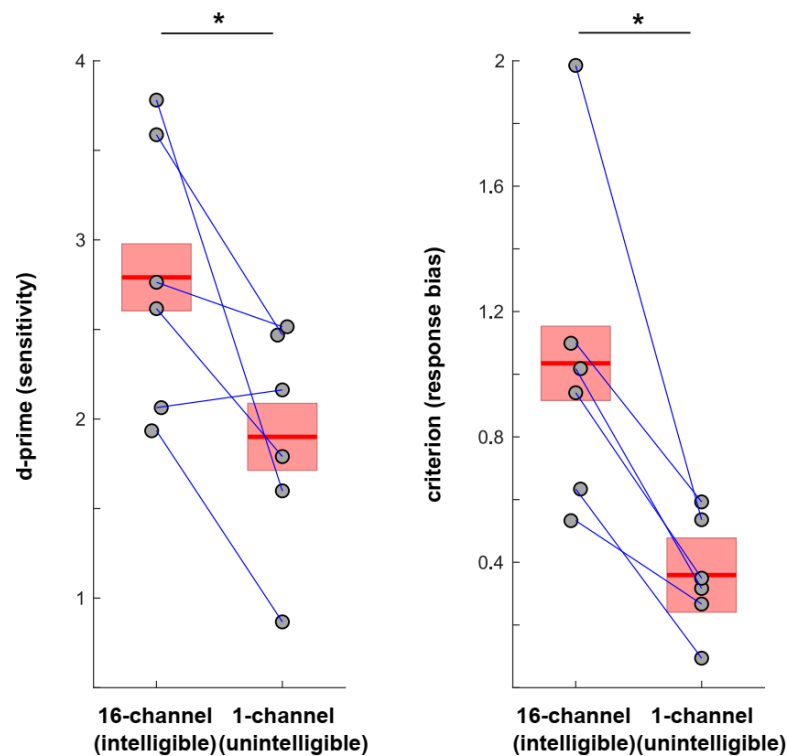 *
4
3
2
1
d-prime (sensitivity)
16-channel
(intelligible)
1-channel
(unintelligible)
*
2
1.6
1.2
0.8
0.4
criterion (response bias)
16-channel
(intelligible)
1-channel
(unintelligible)